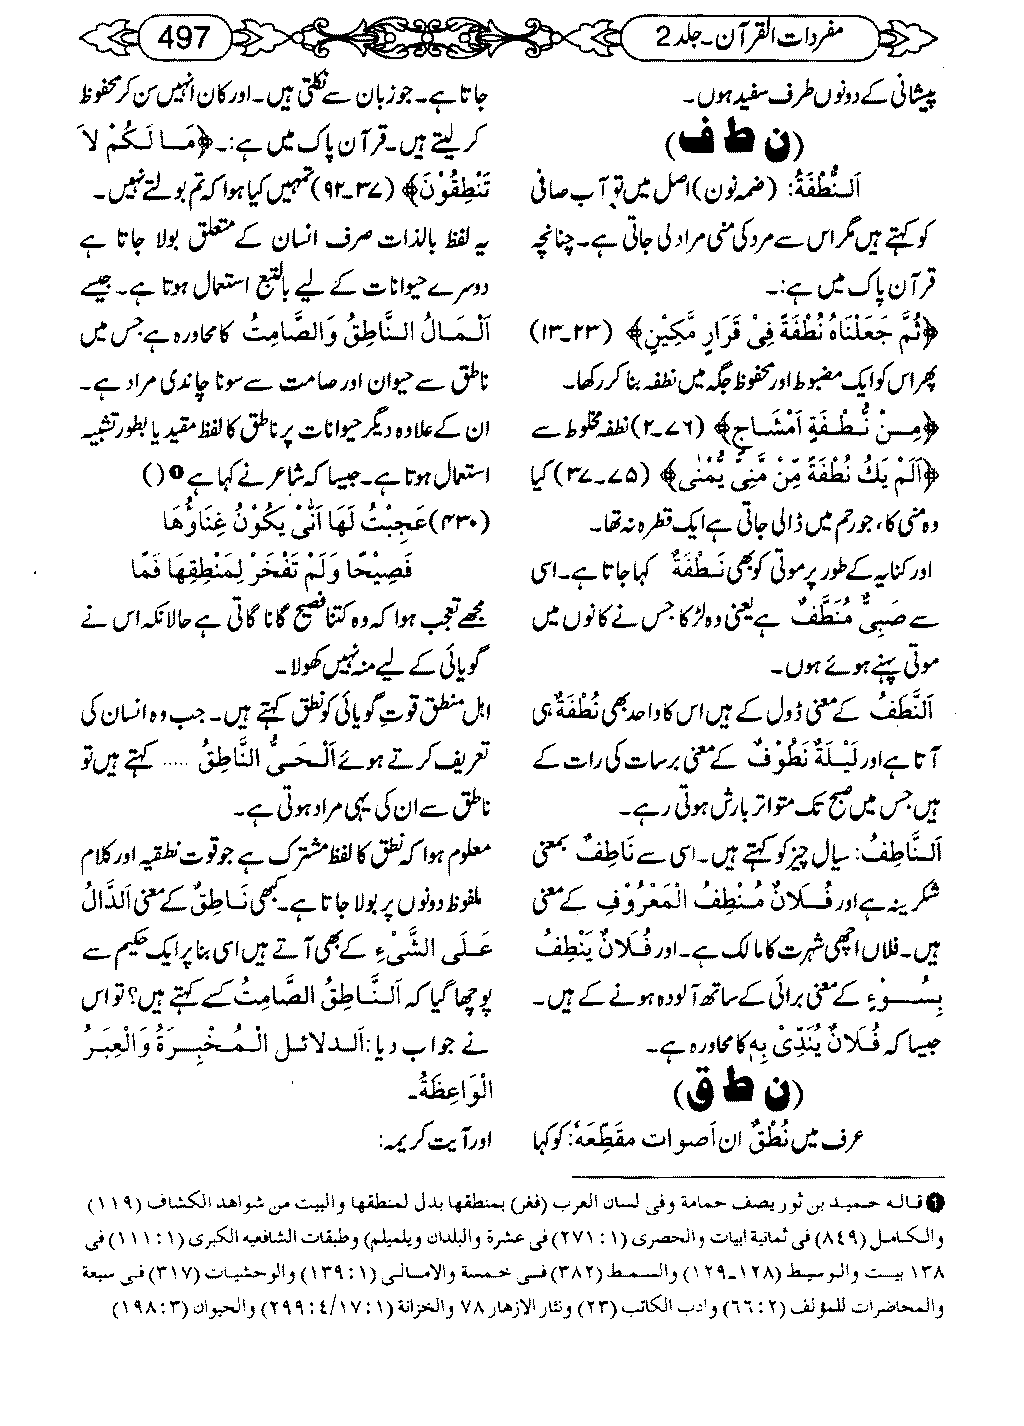 مفردات القرآن۔جلد 2
497
پیشانی کے دونوں طرف سفید ہوں۔
(ن ط ف)
اَلنُّطْفَةُ: (ضمہ نون) اصل میں تو آب صافی
کو کہتے ہیں مگر اس سے مرد کی منی مراد لی جاتی ہے۔ چنانچہ
قرآن پاک میں ہے:۔
﴿ثُمَّ جَعَلْنَاهُ نُطْفَةً فِیْ قَرَارٍ مَّكِیْنٍ﴾ (۲۳۔۱۳)
پھر اس کو ایک مضبوط اور محفوظ جگہ میں نطفہ بنا کر رکھا۔
﴿مِنْ نُّطْفَةٍ اَمْشَاجٍ﴾ (۷۶۔۲) نطفہ مخلوط سے
﴿اَلَمْ یَكُ نُطْفَةً مِّنْ مَّنِیٍّ یُّمْنٰی﴾ (۷۵۔۳۷) کیا
وہ منی کا، جو رحم میں ڈالی جاتی ہے ایک قطرہ نہ تھا۔
اور کنایہ کے طور پر موتی کو بھی نَطْفَةٌ کہا جاتا ہے۔ اسی
سے صَبِیٌّ مُنَطَّفٌ ہے یعنی وہ لڑکا جس نے کانوں میں
موتی پہنے ہوئے ہوں۔
اَلنَّطَفُ کے معنی ڈول کے ہیں اس کا واحد بھی نُطْفَةٌ ہی
آتا ہے اور لَیْلَةٌ نَطُوْفٌ کے معنی برسات کی رات کے
ہیں جس میں صبح تک متواتر بارش ہوتی رہے۔
اَلنَّاطِفُ: سیال چیز کو کہتے ہیں۔ اسی سے نَاطِفٌ بمعنی
شکرینہ ہے اور فُلَانٌ مُنْطِفُ الْمَعْرُوْفِ کے معنی
ہیں۔ فلاں اچھی شہرت کا مالک ہے۔ اور فُلَانٌ یَنْطِفُ
بِسُوْءٍ کے معنی برائی کے ساتھ آلودہ ہونے کے ہیں۔
جیسا کہ فُلَانٌ یُنَدِّیْ بِهٖ کا محاورہ ہے۔
(ن ط ق)
عرف میں نُطْقٌ ان اَصوات مقَطِعَهٗ: کو کہا
جاتا ہے۔ جو زبان سے نکلتی ہیں۔ اور کان انہیں سن کر محفوظ
کر لیتے ہیں۔ قرآن پاک میں ہے:۔ ﴿مَا لَكُمْ لَا
تَنْطِقُوْنَ﴾ (۳۷۔۹۲) تمہیں کیا ہوا کہ تم بولتے نہیں۔
یہ لفظ بالذات صرف انسان کے متعلق بولا جاتا ہے
دوسرے حیوانات کے لیے بالتبع استعمال ہوتا ہے۔ جیسے
اَلْمَالُ النَّاطِقُ وَالصَّامِتُ کا محاورہ ہے جس میں
ناطق سے حیوان اور صامت سے سونا چاندی مراد ہے۔
ان کے علاوہ دیگر حیوانات پر ناطق کا لفظ مقید یا بطور تشبیہ
استعمال ہوتا ہے۔ جیسا کہ شاعر نے کہا ہے❶ ()
(۴۳۰) عَجِبْتُ لَهَا اَنّٰی یَكُوْنُ غِنَاؤُهَا
فَصِیْحًا وَلَمْ تَفْخَرْ لِمَنْطِقِهَا فَمًا
مجھے تعجب ہوا کہ وہ کتنا فصیح گانا گاتی ہے حالانکہ اس نے
گویائی کے لیے منہ نہیں کھولا۔
اہل منطق قوتِ گویائی کو نطق کہتے ہیں۔ جب وہ انسان کی
تعریف کرتے ہوئے اَلْحَیُّ النَّاطِقُ ..... کہتے ہیں تو
ناطق سے ان کی یہی مراد ہوتی ہے۔
معلوم ہوا کہ نطق کا لفظ مشترک ہے جو قوت نطقیہ اور کلام
ملفوظ دونوں پر بولا جاتا ہے۔ کبھی نَاطِقٌ کے معنی اَلدَّالُ
عَلَی الشَّیْءِ کے بھی آتے ہیں اسی بنا پر ایک حکیم سے
پوچھا گیا کہ اَلنَّاطِقُ الصَّامِتُ کسے کہتے ہیں؟ تو اس
نے جواب دیا: اَلدلائل الْمُخْبِرَةُ وَالْعِبَرُ
الْوَاعِظَةُ۔
اور آیت کریمہ:
❶ قاله حمید بن ثور یصف حمامة وفی لسان العرب (فغر) بمنطقها بدل لمنطقها والبیت من شواهد الكشاف (۱۱۹)
والكامل (۸۴۹) فی ثمانیة ابیات والحصری (۱ : ۲۷۱) فی عشرة والبلدان ویلمیلم) وطبقات الشافعیه الكبری (۱ : ۱۱۱) فی
۱۳۸ بیت والوسیط (۱۲۸۔۱۲۹) والسمط (۳۸۲) فی خمسة والامالی (۱ : ۱۳۹) والوحشیات (۳۱۷) فی سبعة
والمحاضرات للمؤلف (۲ : ۶۶) وادب الكاتب (۲۳) ونثار الازهار ۷۸ والخزانة (۱ : ۱۷/۴ : ۲۹۹) والحیوان (۳ : ۱۹۸)